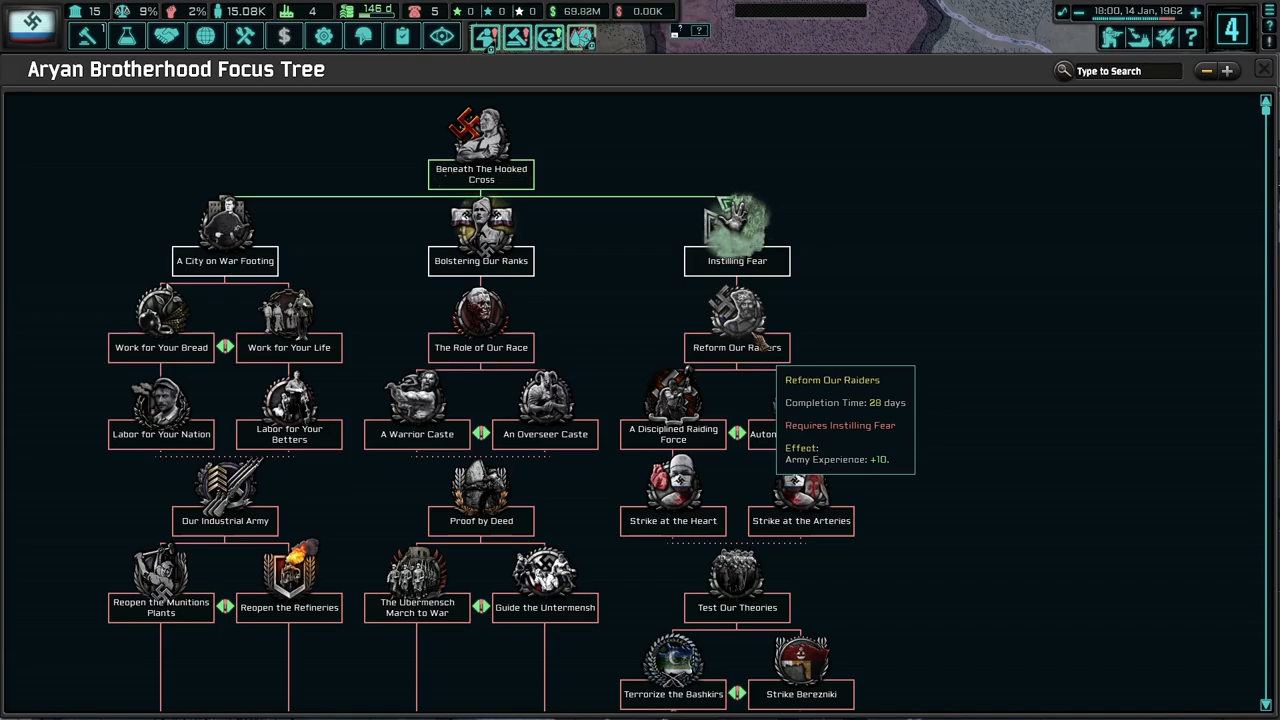 15 9% 2% 15.08K 4 146 d 5 0 0 0 $ 69.82M $ 0.00K
18:00, 14 Jan, 1962
1
4
Aryan Brotherhood Focus Tree
Type to Search
Beneath The Hooked
Cross
A City on War Footing
Bolstering Our Ranks
Instilling Fear
Work for Your Bread
Work for Your Life
The Role of Our Race
Reform Our Raiders
Reform Our Raiders
Completion Time: 28 days
Requires Instilling Fear
Effect:
Army Experience: +10.
Labor for Your Nation
Labor for Your
Betters
A Warrior Caste
An Overseer Caste
A Disciplined Raiding
Force
Auton
Our Industrial Army
Proof by Deed
Strike at the Heart
Strike at the Arteries
Reopen the Munitions
Plants
Reopen the Refineries
The Ubermensch
March to War
Guide the Untermensh
Test Our Theories
Terrorize the Bashkirs
Strike Berezniki